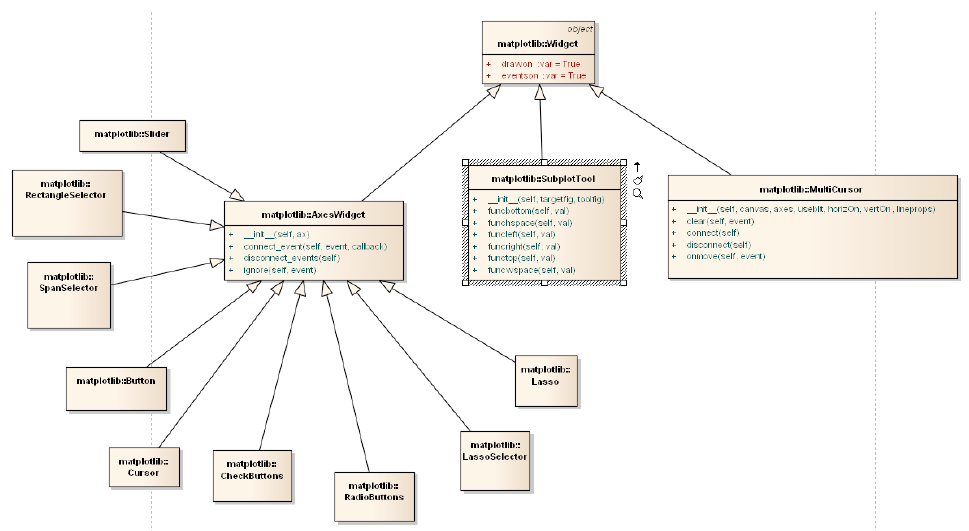 object
matplotlib::Widget
+ drawon :var = True
+ eventson :var = True
matplotlib::Slider
matplotlib::
RectangleSelector
matplotlib::AxesWidget
+ __init__(self, ax)
+ connect_event(self, event, callback)
+ disconnect_events(self)
+ ignore(self, event)
matplotlib::SubplotTool
+ __init__(self, targetfig, toolfig)
+ funcbottom(self, val)
+ funchspace(self, val)
+ funcleft(self, val)
+ funcright(self, val)
+ functop(self, val)
+ funcwspace(self, val)
matplotlib::MultiCursor
+ __init__(self, canvas, axes, useblit, horizOn, vertOn, lineprops)
+ clear(self, event)
+ connect(self)
+ disconnect(self)
+ onmove(self, event)
matplotlib::
SpanSelector
matplotlib::Button
matplotlib::
Lasso
matplotlib::
Cursor
matplotlib::
CheckButtons
matplotlib::
RadioButtons
matplotlib::
LassoSelector